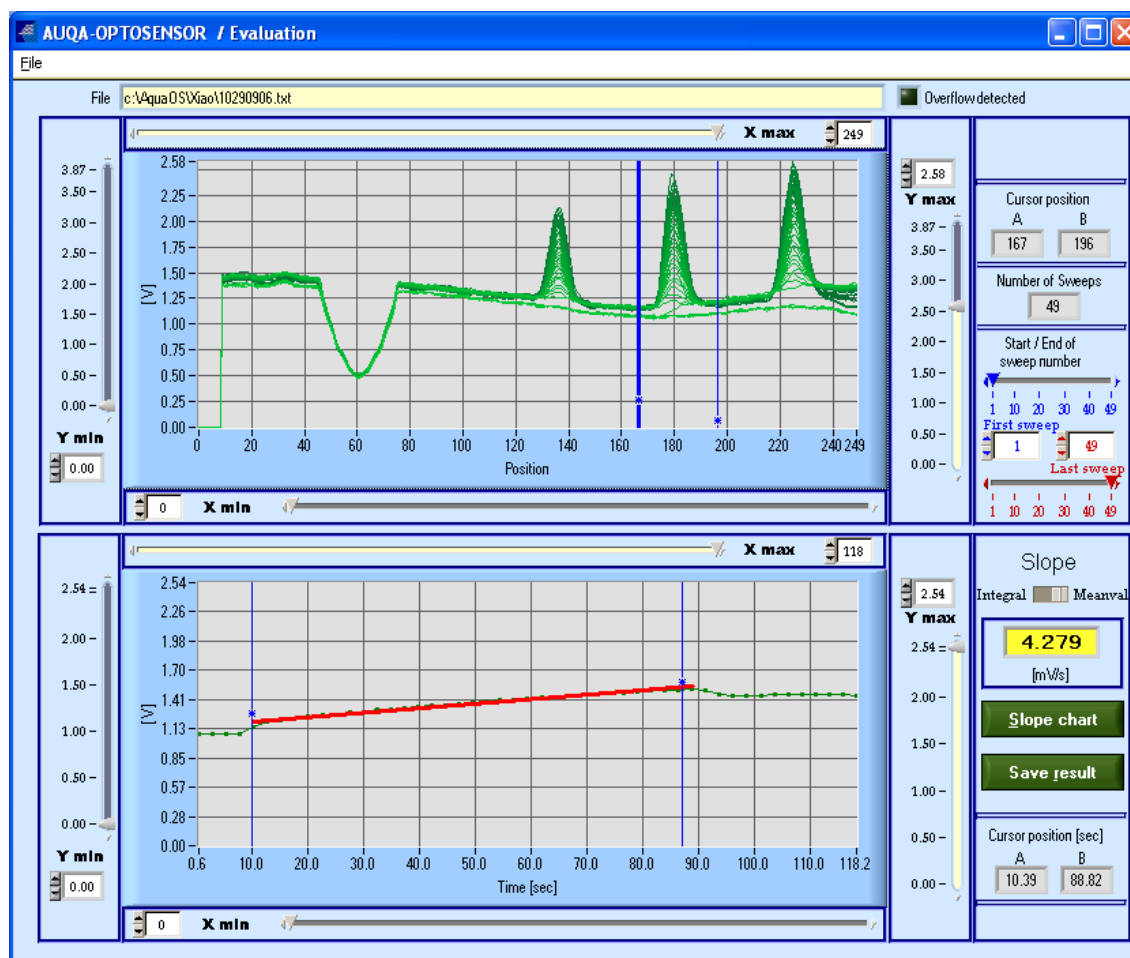 AUQA-OPTOSENSOR / Evaluation
File
File c:\AquaOS\Xiao\10290906.txt Overflow detected
X max 249
3.87
3.50
3.00
2.50
2.00
1.50
1.00
0.50
0.00
Y min
0.00
2.58
2.25
2.00
1.75
1.50
1.25
1.00
0.75
0.50
0.25
0.00
[V]
0 20 40 60 80 100 120 140 160 180 200 220 240 249
Position
0 X min
2.58
Y max
3.87
3.50
3.00
2.50
2.00
1.50
1.00
0.50
0.00
Cursor position
A B
167 196
Number of Sweeps
49
Start / End of
sweep number
1 10 20 30 40 49
First sweep
1 49
Last sweep
1 10 20 30 40 49
X max 118
2.54
2.00
1.50
1.00
0.50
0.00
Y min
0.00
2.54
2.26
1.98
1.70
1.41
1.13
0.85
0.57
0.28
0.00
[V]
0.6 10.0 20.0 30.0 40.0 50.0 60.0 70.0 80.0 90.0 100.0 110.0 118.2
Time [sec]
0 X min
2.54
Y max
2.54
2.00
1.50
1.00
0.50
0.00
Slope
Integral Meanval
4.279
[mV/s]
Slope chart
Save result
Cursor position [sec]
A B
10.39 88.82